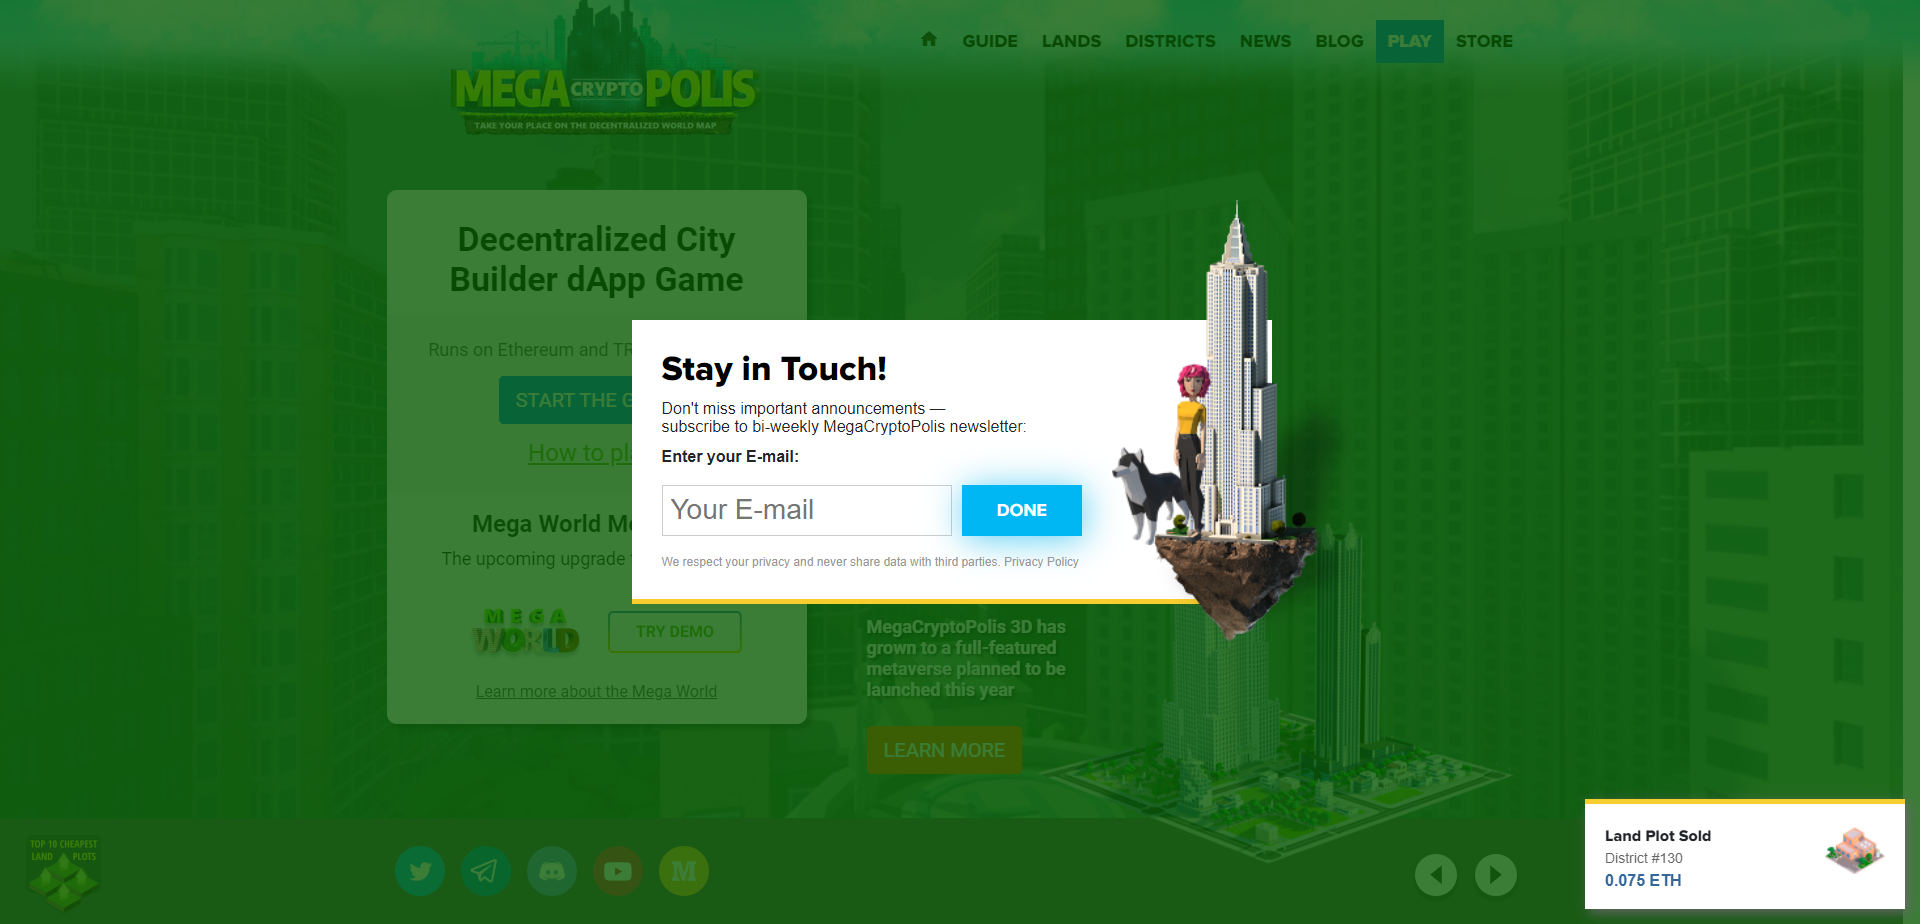 MEGA CRYPTO POLIS
TAKE YOUR PLACE ON THE DECENTRALIZED WORLD MAP
GUIDE LANDS DISTRICTS NEWS BLOG PLAY STORE
Decentralized City
Builder dApp Game
Runs on Ethereum and TR
START THE G
How to pl
Mega World M
The upcoming upgrade
MEGA
WORLD
TRY DEMO
Learn more about the Mega World
Stay in Touch!
Don't miss important announcements —
subscribe to bi-weekly MegaCryptoPolis newsletter:
Enter your E-mail:
Your E-mail
DONE
We respect your privacy and never share data with third parties. Privacy Policy
MegaCryptoPolis 3D has
grown to a full-featured
metaverse planned to be
launched this year
LEARN MORE
TOP 10 CHEAPEST
LAND PLOTS
M
Land Plot Sold
District #130
0.075 ETH